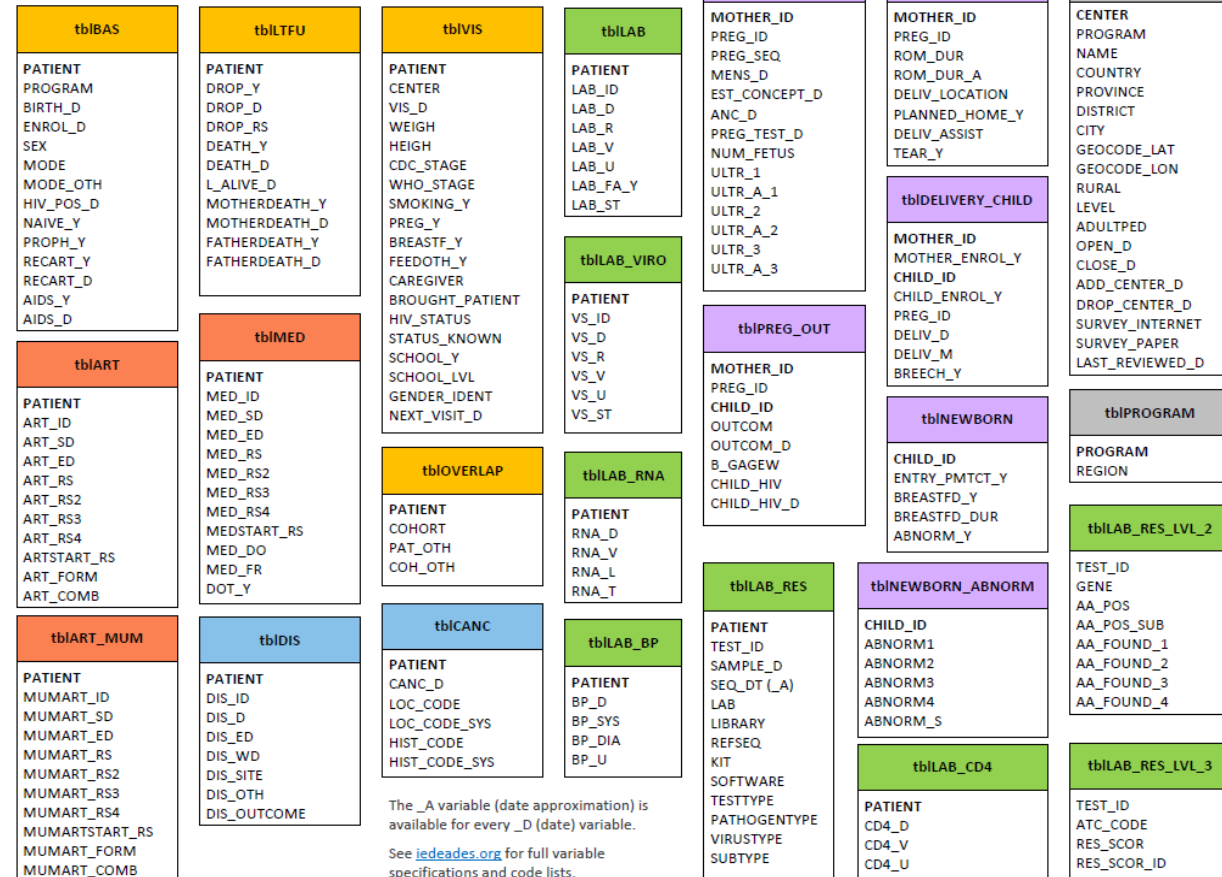 tblBAS
PATIENT
PROGRAM
BIRTH_D
ENROL_D
SEX
MODE
MODE_OTH
HIV_POS_D
NAIVE_Y
PROPH_Y
RECART_Y
RECART_D
AIDS_Y
AIDS_D
tblART
PATIENT
ART_ID
ART_SD
ART_ED
ART_RS
ART_RS2
ART_RS3
ART_RS4
ARTSTART_RS
ART_FORM
ART_COMB
tblART_MUM
PATIENT
MUMART_ID
MUMART_SD
MUMART_ED
MUMART_RS
MUMART_RS2
MUMART_RS3
MUMART_RS4
MUMARTSTART_RS
MUMART_FORM
MUMART_COMB
tblLTFU
PATIENT
DROP_Y
DROP_D
DROP_RS
DEATH_Y
DEATH_D
L_ALIVE_D
MOTHERDEATH_Y
MOTHERDEATH_D
FATHERDEATH_Y
FATHERDEATH_D
tblMED
PATIENT
MED_ID
MED_SD
MED_ED
MED_RS
MED_RS2
MED_RS3
MED_RS4
MEDSTART_RS
MED_DO
MED_FR
DOT_Y
tblDIS
PATIENT
DIS_ID
DIS_D
DIS_ED
DIS_WD
DIS_SITE
DIS_OTH
DIS_OUTCOME
tblVIS
PATIENT
CENTER
VIS_D
WEIGH
HEIGH
CDC_STAGE
WHO_STAGE
SMOKING_Y
PREG_Y
BREASTF_Y
FEEDOTH_Y
CAREGIVER
BROUGHT_PATIENT
HIV_STATUS
STATUS_KNOWN
SCHOOL_Y
SCHOOL_LVL
GENDER_IDENT
NEXT_VISIT_D
tblOVERLAP
PATIENT
COHORT
PAT_OTH
COH_OTH
tblCANC
PATIENT
CANC_D
LOC_CODE
LOC_CODE_SYS
HIST_CODE
HIST_CODE_SYS
The _A variable (date approximation) is
available for every _D (date) variable.
See iedeades.org for full variable
specifications and code lists.
tblLAB
PATIENT
LAB_ID
LAB_D
LAB_R
LAB_V
LAB_U
LAB_FA_Y
LAB_ST
tblLAB_VIRO
PATIENT
VS_ID
VS_D
VS_R
VS_V
VS_U
VS_ST
tblLAB_RNA
PATIENT
RNA_D
RNA_V
RNA_L
RNA_T
tblLAB_BP
PATIENT
BP_D
BP_SYS
BP_DIA
BP_U
MOTHER_ID
PREG_ID
PREG_SEQ
MENS_D
EST_CONCEPT_D
ANC_D
PREG_TEST_D
NUM_FETUS
ULTR_1
ULTR_A_1
ULTR_2
ULTR_A_2
ULTR_3
ULTR_A_3
tblPREG_OUT
MOTHER_ID
PREG_ID
CHILD_ID
OUTCOM
OUTCOM_D
B_GAGEW
CHILD_HIV
CHILD_HIV_D
tblLAB_RES
PATIENT
TEST_ID
SAMPLE_D
SEQ_DT (_A)
LAB
LIBRARY
REFSEQ
KIT
SOFTWARE
TESTTYPE
PATHOGENTYPE
VIRUSTYPE
SUBTYPE
MOTHER_ID
PREG_ID
ROM_DUR
ROM_DUR_A
DELIV_LOCATION
PLANNED_HOME_Y
DELIV_ASSIST
TEAR_Y
tblDELIVERY_CHILD
MOTHER_ID
MOTHER_ENROL_Y
CHILD_ID
CHILD_ENROL_Y
PREG_ID
DELIV_D
DELIV_M
BREECH_Y
tblNEWBORN
CHILD_ID
ENTRY_PMTCT_Y
BREASTFD_Y
BREASTFD_DUR
ABNORM_Y
tblNEWBORN_ABNORM
CHILD_ID
ABNORM1
ABNORM2
ABNORM3
ABNORM4
ABNORM_S
tblLAB_CD4
PATIENT
CD4_D
CD4_V
CD4_U
CENTER
PROGRAM
NAME
COUNTRY
PROVINCE
DISTRICT
CITY
GEOCODE_LAT
GEOCODE_LON
RURAL
LEVEL
ADULTPED
OPEN_D
CLOSE_D
ADD_CENTER_D
DROP_CENTER_D
SURVEY_INTERNET
SURVEY_PAPER
LAST_REVIEWED_D
tblPROGRAM
PROGRAM
REGION
tblLAB_RES_LVL_2
TEST_ID
GENE
AA_POS
AA_POS_SUB
AA_FOUND_1
AA_FOUND_2
AA_FOUND_3
AA_FOUND_4
tblLAB_RES_LVL_3
TEST_ID
ATC_CODE
RES_SCOR
RES_SCOR_ID